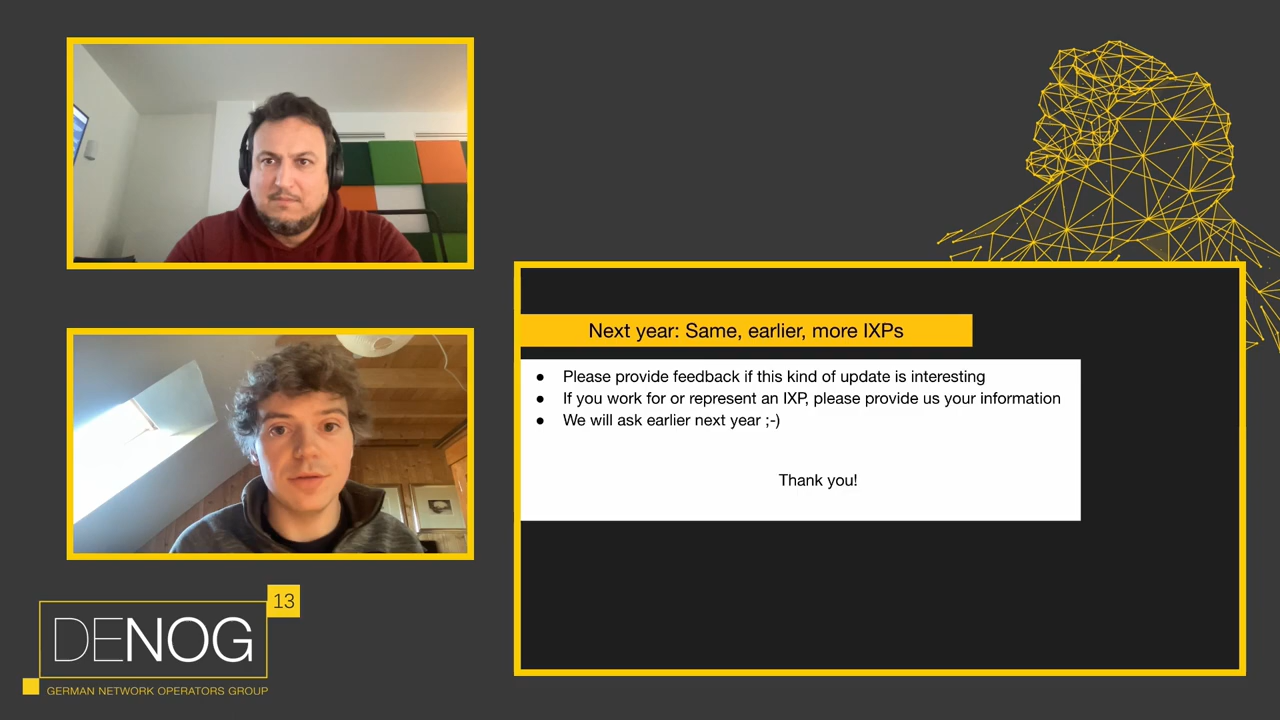 Next year: Same, earlier, more IXPs
● Please provide feedback if this kind of update is interesting
● If you work for or represent an IXP, please provide us your information
● We will ask earlier next year ;-)
Thank you!
13
DENOG
GERMAN NETWORK OPERATORS GROUP